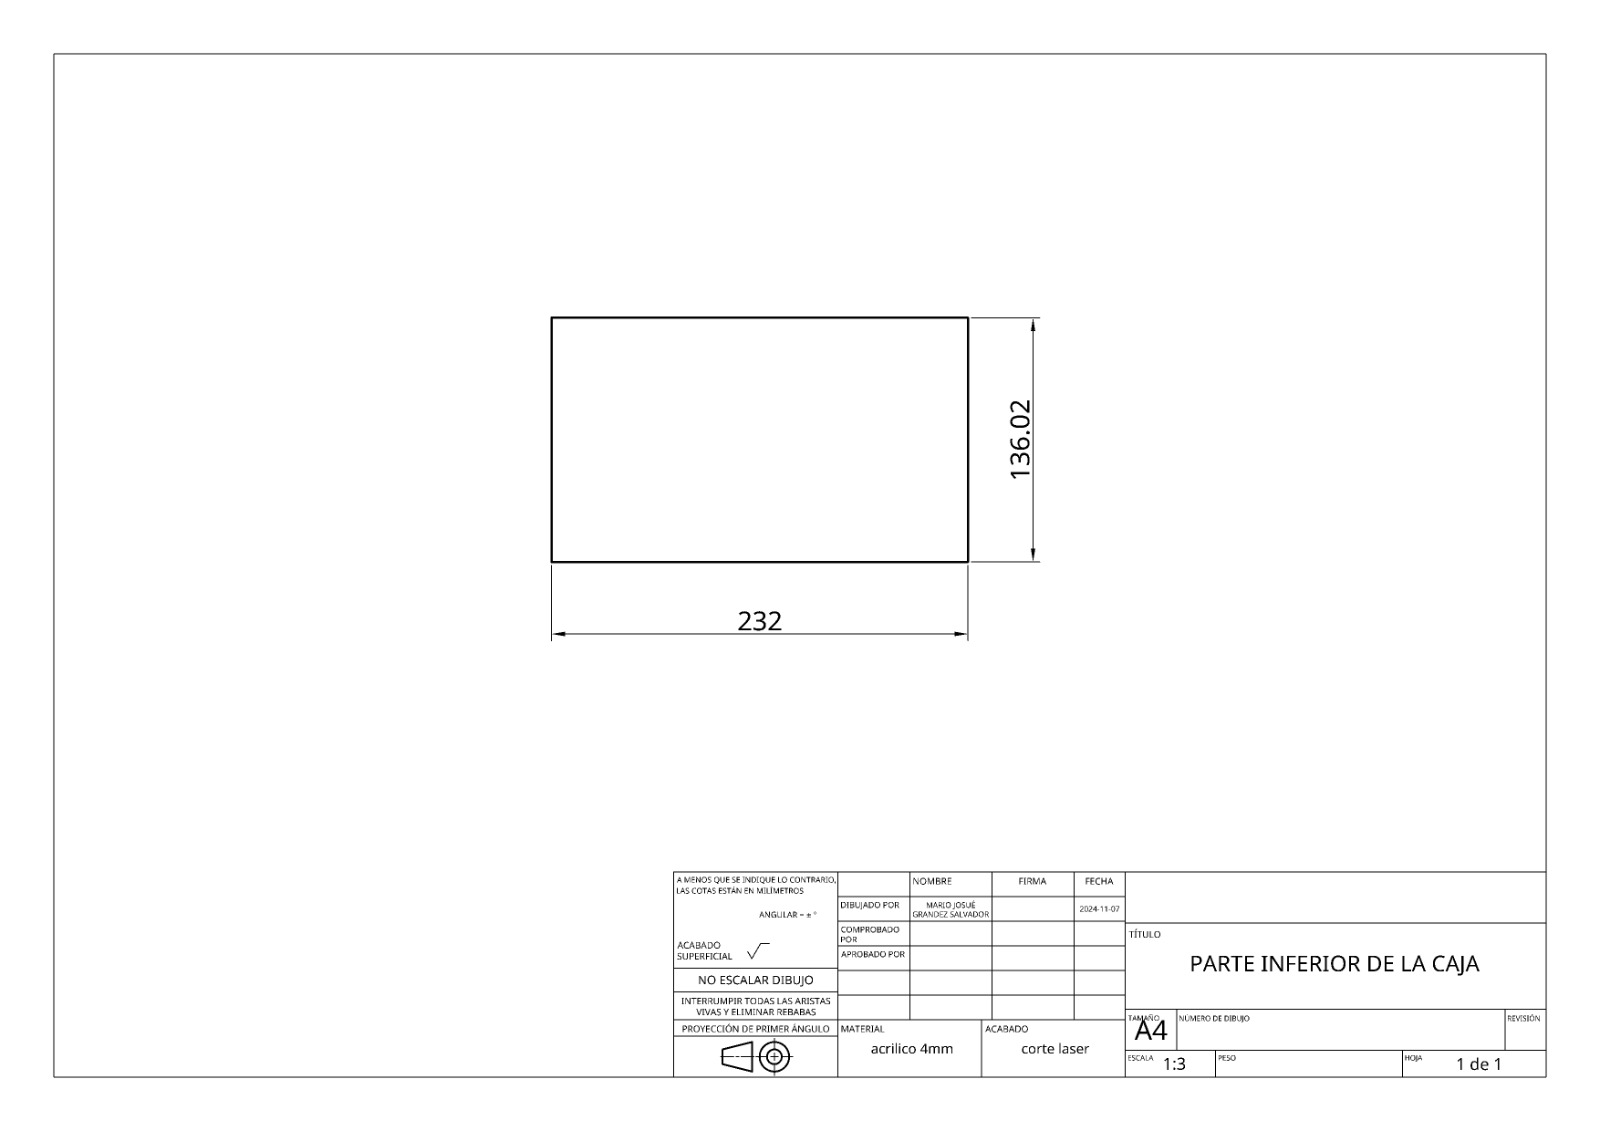 136.02
232
A MENOS QUE SE INDIQUE LO CONTRARIO,
LAS COTAS ESTÁN EN MILÍMETROS
ANGULAR = ± °
ACABADO
SUPERFICIAL
NO ESCALAR DIBUJO
INTERRUMPIR TODAS LAS ARISTAS
VIVAS Y ELIMINAR REBABAS
PROYECCIÓN DE PRIMER ÁNGULO
NOMBRE
FIRMA
FECHA
DIBUJADO POR
MARIO JOSUÉ
GRANDEZ SALVADOR
2024-11-07
COMPROBADO
POR
APROBADO POR
MATERIAL
acrilico 4mm
ACABADO
corte laser
TÍTULO
PARTE INFERIOR DE LA CAJA
TAMAÑO
A4
NÚMERO DE DIBUJO
REVISIÓN
ESCALA
1:3
PESO
HOJA
1 de 1